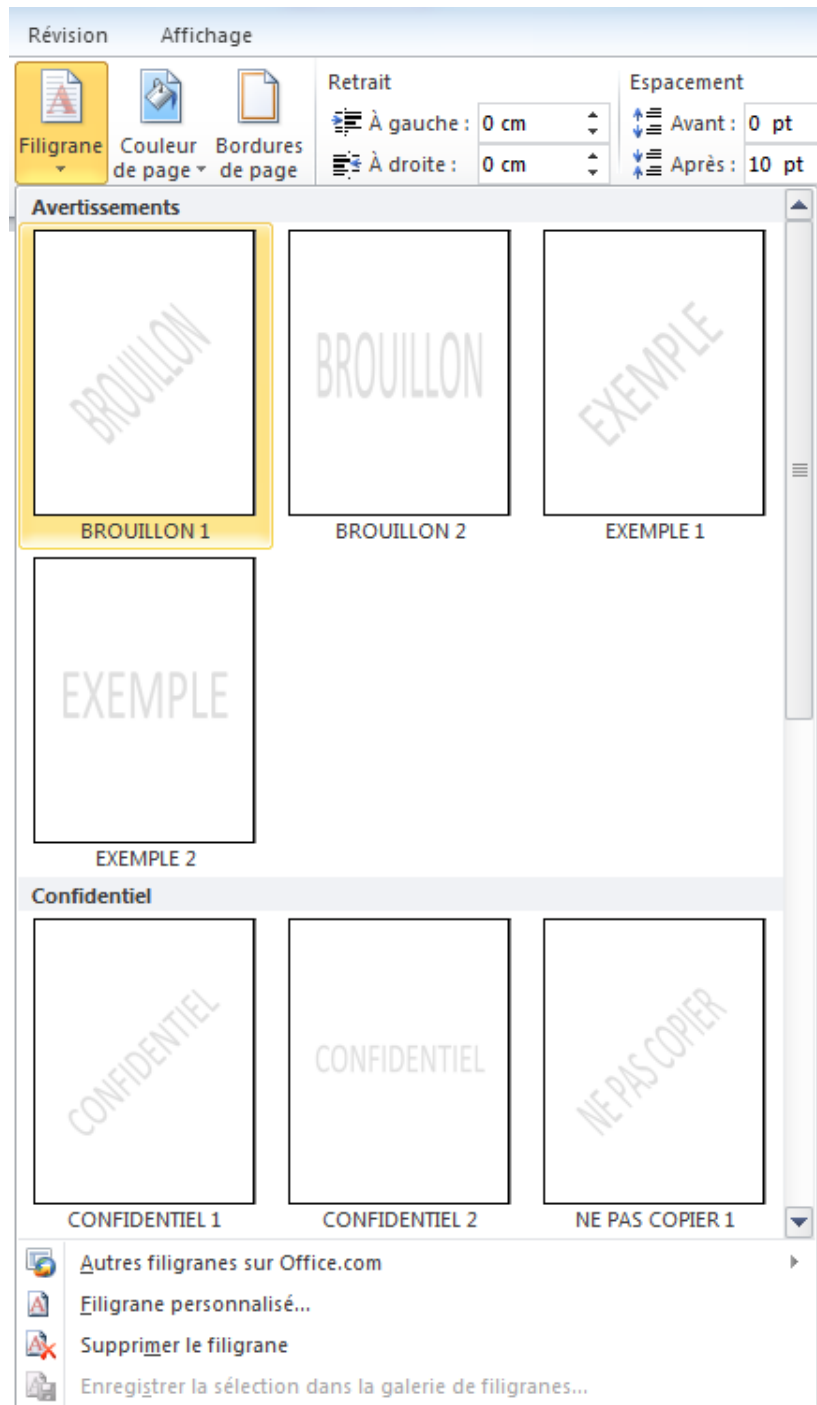 Révision Affichage
Filigrane
Couleur de page
Bordures de page
Retrait
À gauche : 0 cm
À droite : 0 cm
Espacement
Avant : 0 pt
Après : 10 pt
Avertissements
BROUILLON BROUILLON EXEMPLE
BROUILLON 1 BROUILLON 2 EXEMPLE 1
EXEMPLE
EXEMPLE 2
Confidentiel
CONFIDENTIEL CONFIDENTIEL NE PAS COPIER
CONFIDENTIEL 1 CONFIDENTIEL 2 NE PAS COPIER 1
Autres filigranes sur Office.com
Filigrane personnalisé...
Supprimer le filigrane
Enregistrer la sélection dans la galerie de filigranes...